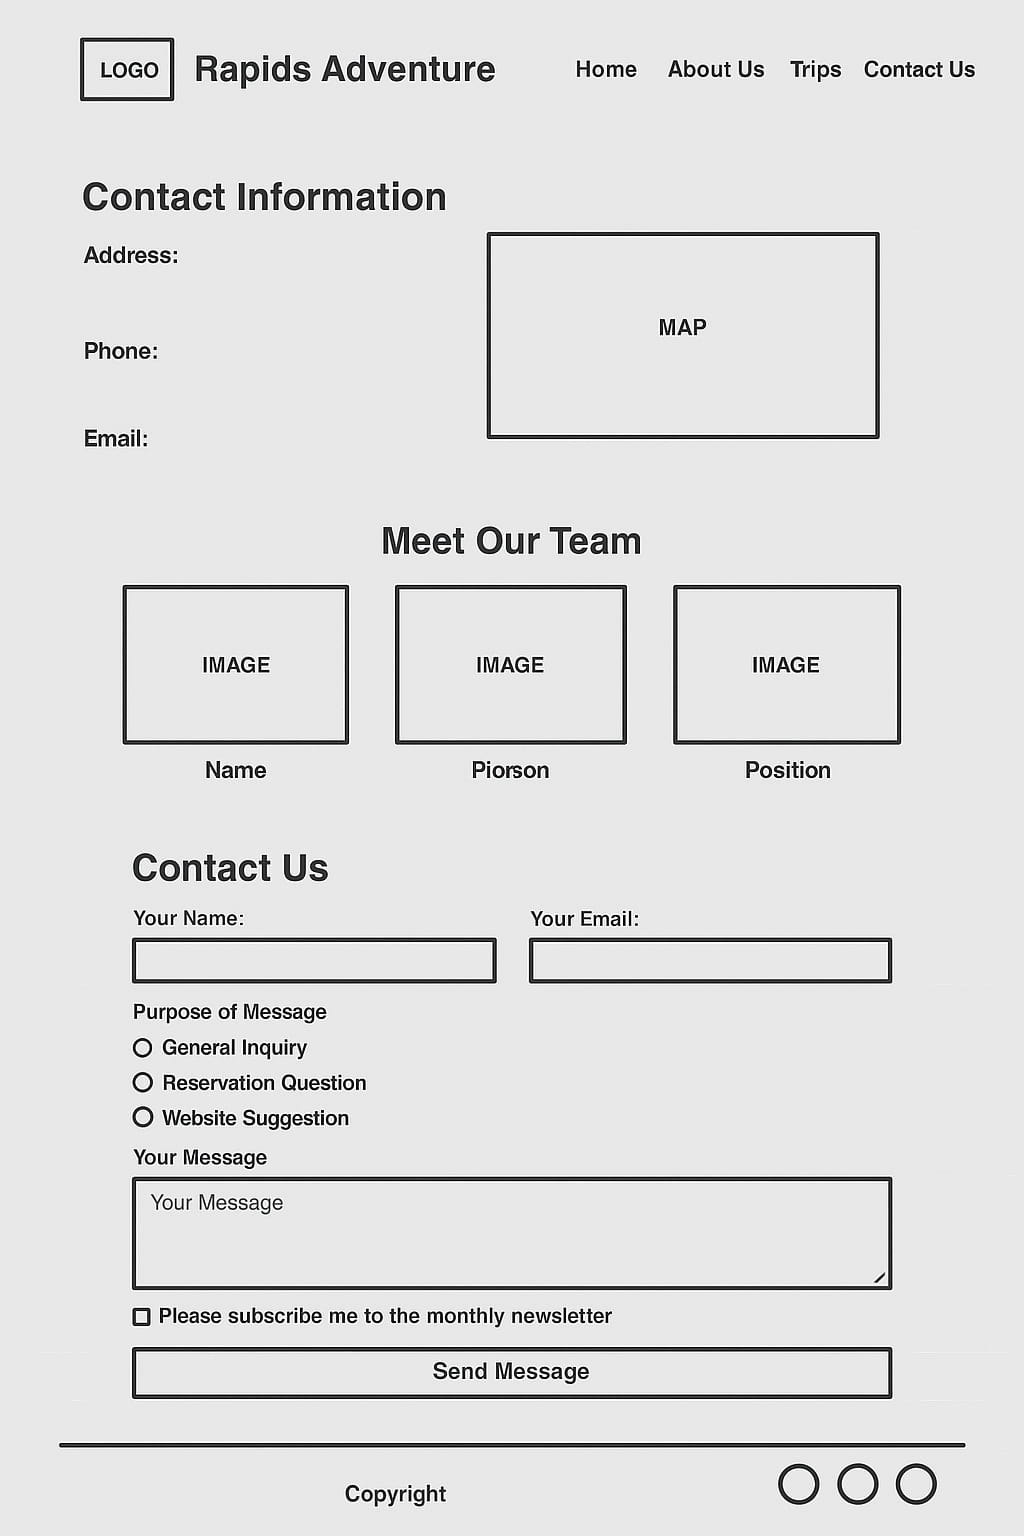 LOGO
Rapids Adventure
Home About Us Trips Contact Us
Contact Information
Address:
MAP
Phone:
Email:
Meet Our Team
IMAGE IMAGE IMAGE
Name Piorson Position
Contact Us
Your Name: Your Email:
Purpose of Message
General Inquiry
Reservation Question
Website Suggestion
Your Message
Your Message
Please subscribe me to the monthly newsletter
Send Message
Copyright